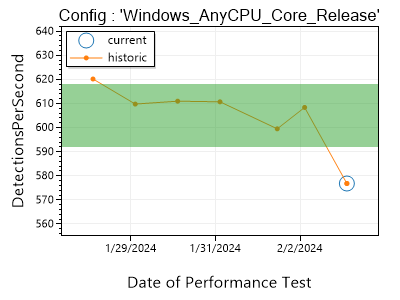 Config : 'Windows_AnyCPU_Core_Release'
current
historic
DetectionsPerSecond
640
630
620
610
600
590
580
570
560
1/29/2024
1/31/2024
2/2/2024
Date of Performance Test